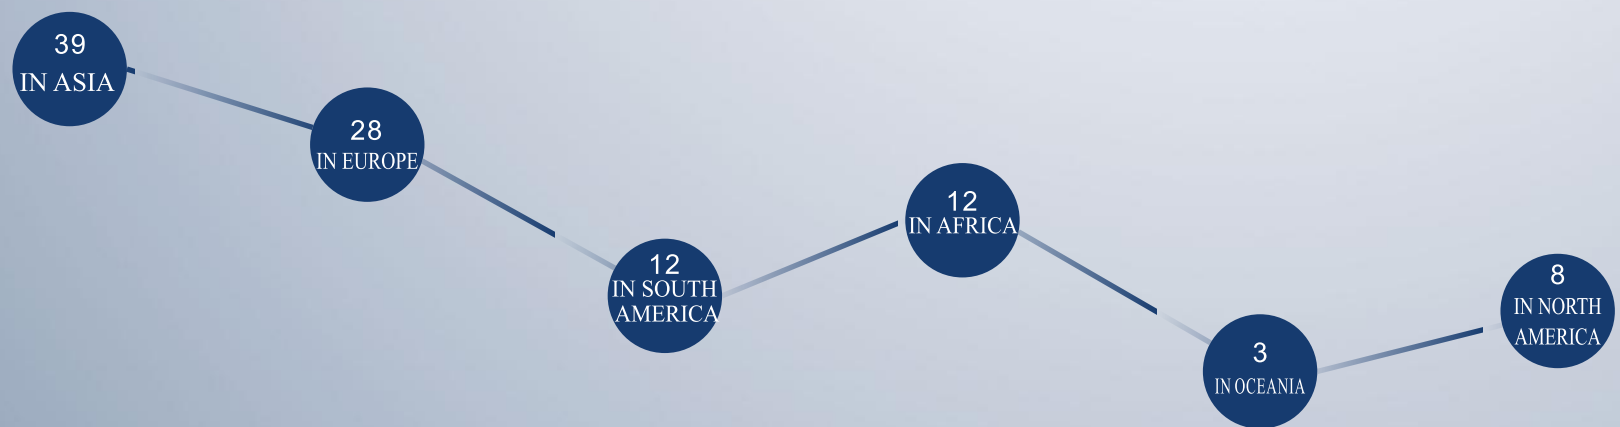 39
IN ASIA
28
IN EUROPE
12
IN SOUTH
AMERICA
12
IN AFRICA
3
IN OCEANIA
8
IN NORTH
AMERICA